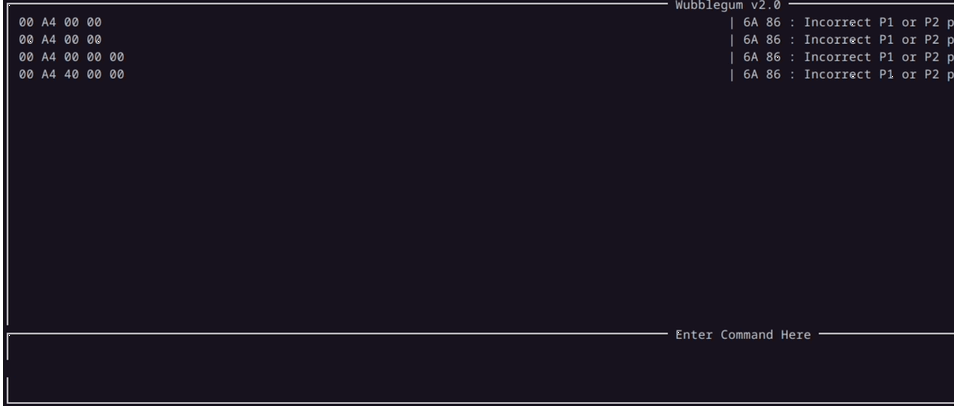 Wubblegum v2.0
00 A4 00 00 | 6A 86 : Incorrect P1 or P2 p
00 A4 00 00 | 6A 86 : Incorrect P1 or P2 p
00 A4 00 00 00 | 6A 86 : Incorrect P1 or P2 p
00 A4 40 00 00 | 6A 86 : Incorrect P1 or P2 p
Enter Command Here